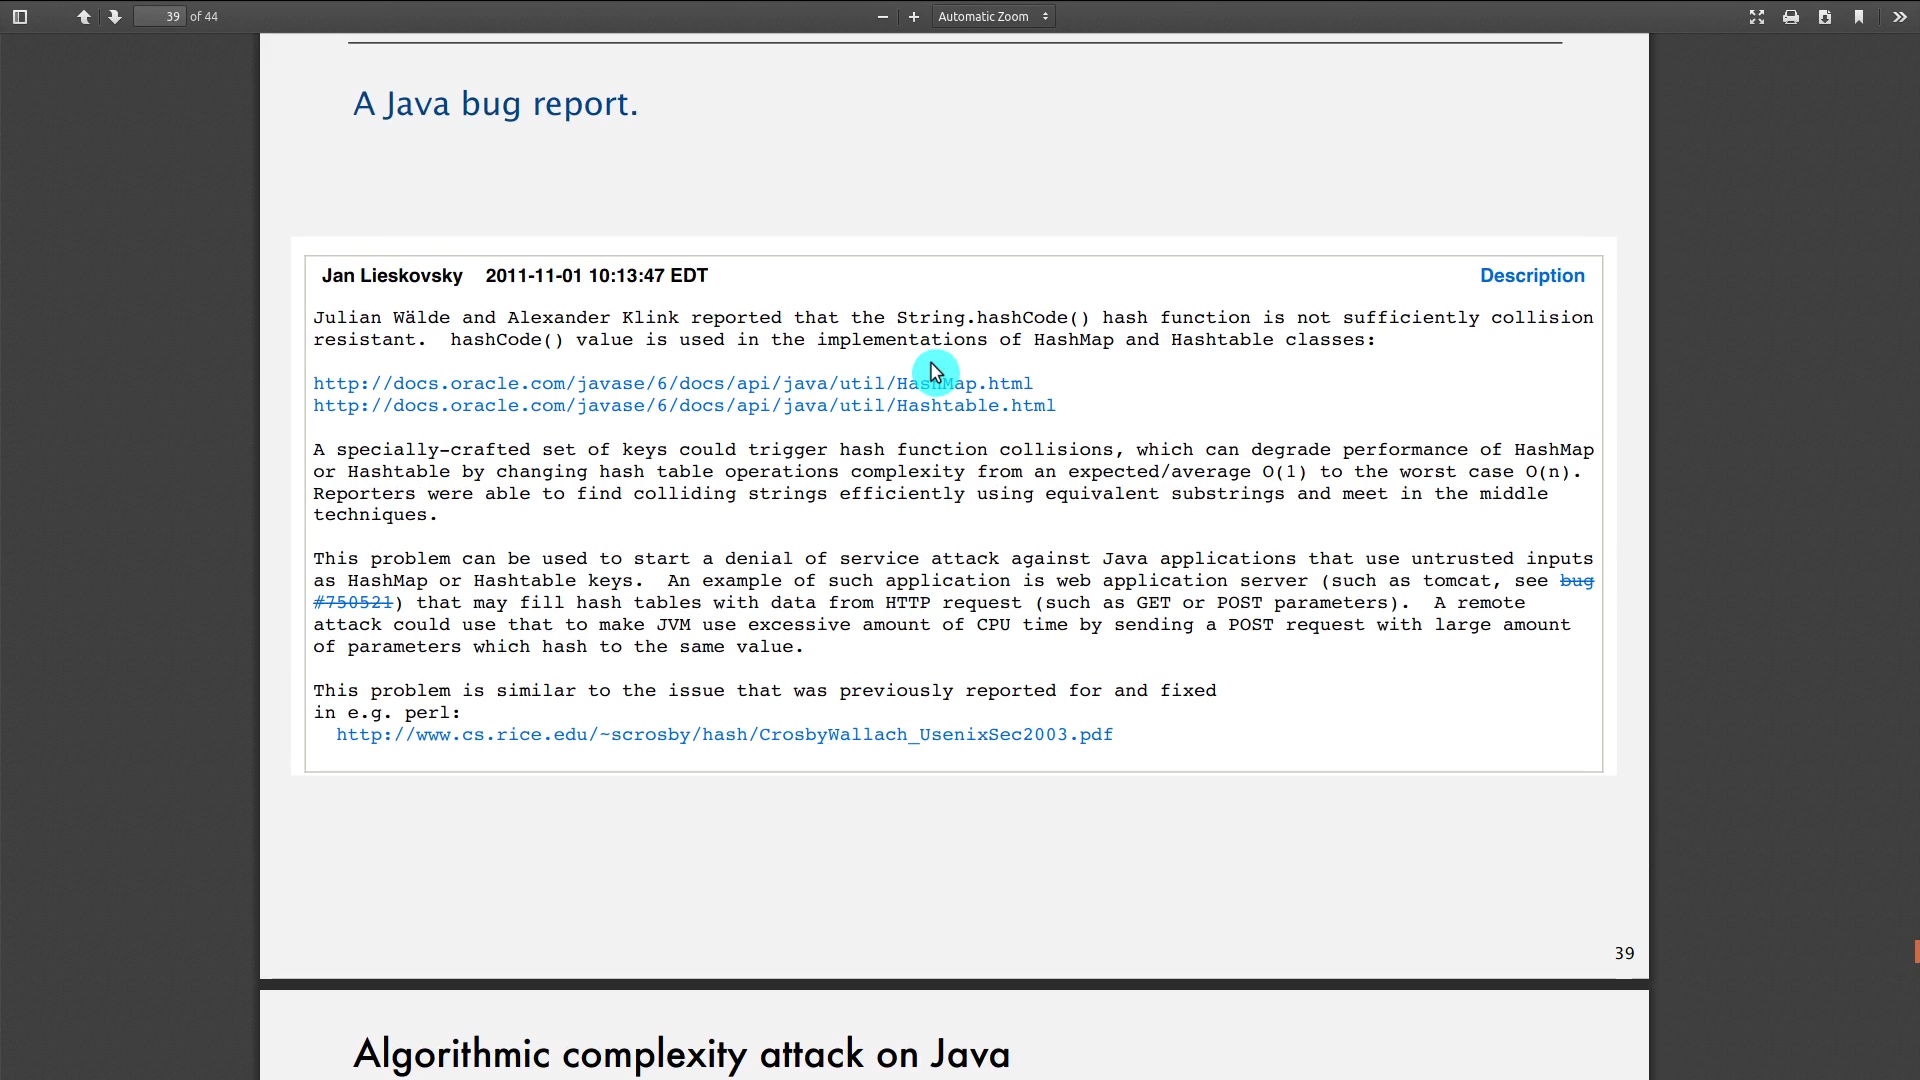 39 of 44 Automatic Zoom
A Java bug report.
Jan Lieskovsky 2011-11-01 10:13:47 EDT Description
Julian Wälde and Alexander Klink reported that the String.hashCode() hash function is not sufficiently collision
resistant. hashCode() value is used in the implementations of HashMap and Hashtable classes:
http://docs.oracle.com/javase/6/docs/api/java/util/HashMap.html
http://docs.oracle.com/javase/6/docs/api/java/util/Hashtable.html
A specially-crafted set of keys could trigger hash function collisions, which can degrade performance of HashMap
or Hashtable by changing hash table operations complexity from an expected/average O(1) to the worst case O(n).
Reporters were able to find colliding strings efficiently using equivalent substrings and meet in the middle
techniques.
This problem can be used to start a denial of service attack against Java applications that use untrusted inputs
as HashMap or Hashtable keys. An example of such application is web application server (such as tomcat, see bug
#750521) that may fill hash tables with data from HTTP request (such as GET or POST parameters). A remote
attack could use that to make JVM use excessive amount of CPU time by sending a POST request with large amount
of parameters which hash to the same value.
This problem is similar to the issue that was previously reported for and fixed
in e.g. perl:
http://www.cs.rice.edu/~scrosby/hash/CrosbyWallach_UsenixSec2003.pdf
39
Algorithmic complexity attack on Java